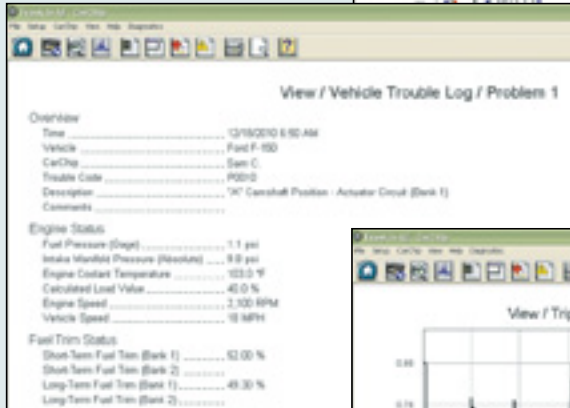 View / Vehicle Trouble Log / Problem 1
Overview
Time 12/18/2010 6:50 AM
Vehicle Ford F-150
CarChip Sam C.
Trouble Code P0010
Description "A" Camshaft Position - Actuator Circuit (Bank 1)
Comments
Engine Status
Fuel Pressure (Gage) 1.1 psi
Intake Manifold Pressure (Absolute) 9.0 psi
Engine Coolant Temperature 103.0 °F
Calculated Load Value 40.0 %
Engine Speed 2,100 RPM
Vehicle Speed 18 MPH
Fuel Trim Status
Short-Term Fuel Trim (Bank 1) 52.00 %
Short-Term Fuel Trim (Bank 2)
Long-Term Fuel Trim (Bank 1) 49.30 %
Long-Term Fuel Trim (Bank 2)
View / Trip